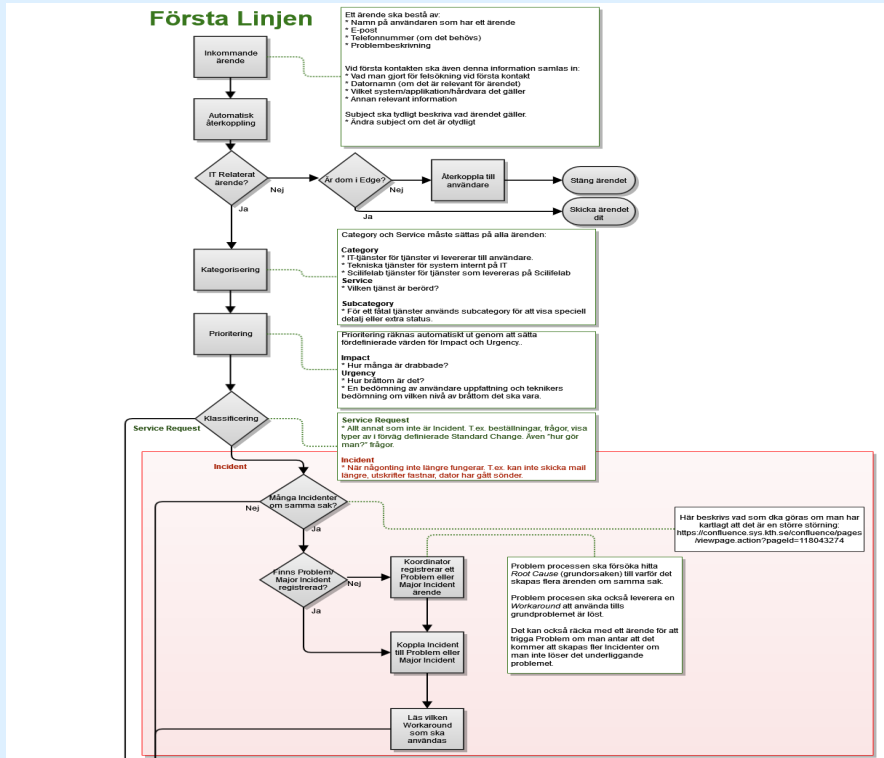 Första Linjen
Ett ärende ska bestå av:
* Namn på användaren som har ett ärende
* E-post
* Telefonnummer (om det behövs)
* Problembeskrivning
Vid första kontakten ska även denna information samlas in:
* Vad man gjort för felsökning vid första kontakt
* Datornamn (om det är relevant för ärendet)
* Vilket system/applikation/hårdvara det gäller
* Annan relevant information
Subject ska tydligt beskriva vad ärendet gäller.
* Ändra subject om det är otydligt
Inkommande
ärende
Automatisk
återkoppling
IT Relaterat
ärende?
Nej
Är dom i Edge?
Nej
Återkoppla till
användare
Stäng ärendet
Ja
Skicka ärendet
dit
Ja
Category och Service måste sättas på alla ärenden:
Category
* IT-tjänster för tjänster vi levererar till användare.
* Tekniska tjänster för system internt på IT
* Scilifelab tjänster för tjänster som levereras på Scilifelab
Service
* Vilken tjänst är berörd?
Subcategory
* För ett fåtal tjänster används subcategory för att visa speciell
detalj eller extra status.
Kategorisering
Prioritering räknas automatiskt ut genom att sätta
fördefinierade värden för Impact och Urgency..
Impact
* Hur många är drabbade?
Urgency
* Hur bråttom är det?
* En bedömning av användare uppfattning och teknikers
bedömning om vilken nivå av bråttom det ska vara.
Prioritering
Klassificering
Service Request
Service Request
* Allt annat som inte är Incident. T.ex. beställningar, frågor, visa
typer av i förväg definierade Standard Change. Även "hur gör
man?" frågor.
Incident
* När någonting inte längre fungerar. T.ex. kan inte skicka mail
längre, utskrifter fastnar, dator har gått sönder.
Incident
Många Incidenter
om samma sak?
Nej
Ja
Här beskrivs vad som dka göras om man har
kartlagt att det är en större störning:
https://confluence.sys.kth.se/confluence/pages
/viewpage.action?pageId=118043274
Finns Problem/
Major Incident
registrerad?
Nej
Ja
Koordinator
registrerar ett
Problem eller
Major Incident
ärende
Problem processen ska försöka hitta
Root Cause (grundorsaken) till varför det
skapas flera ärenden om samma sak.
Problem procesen ska också leverera en
Workaround att använda tills
grundproblemet är löst.
Det kan också räcka med ett ärende för att
trigga Problem om man antar att det
kommer att skapas fler Incidenter om
man inte löser det underliggande
problemet.
Koppla Incident
till Problem eller
Major Incident
Läs vilken
Workaround
som ska
användas